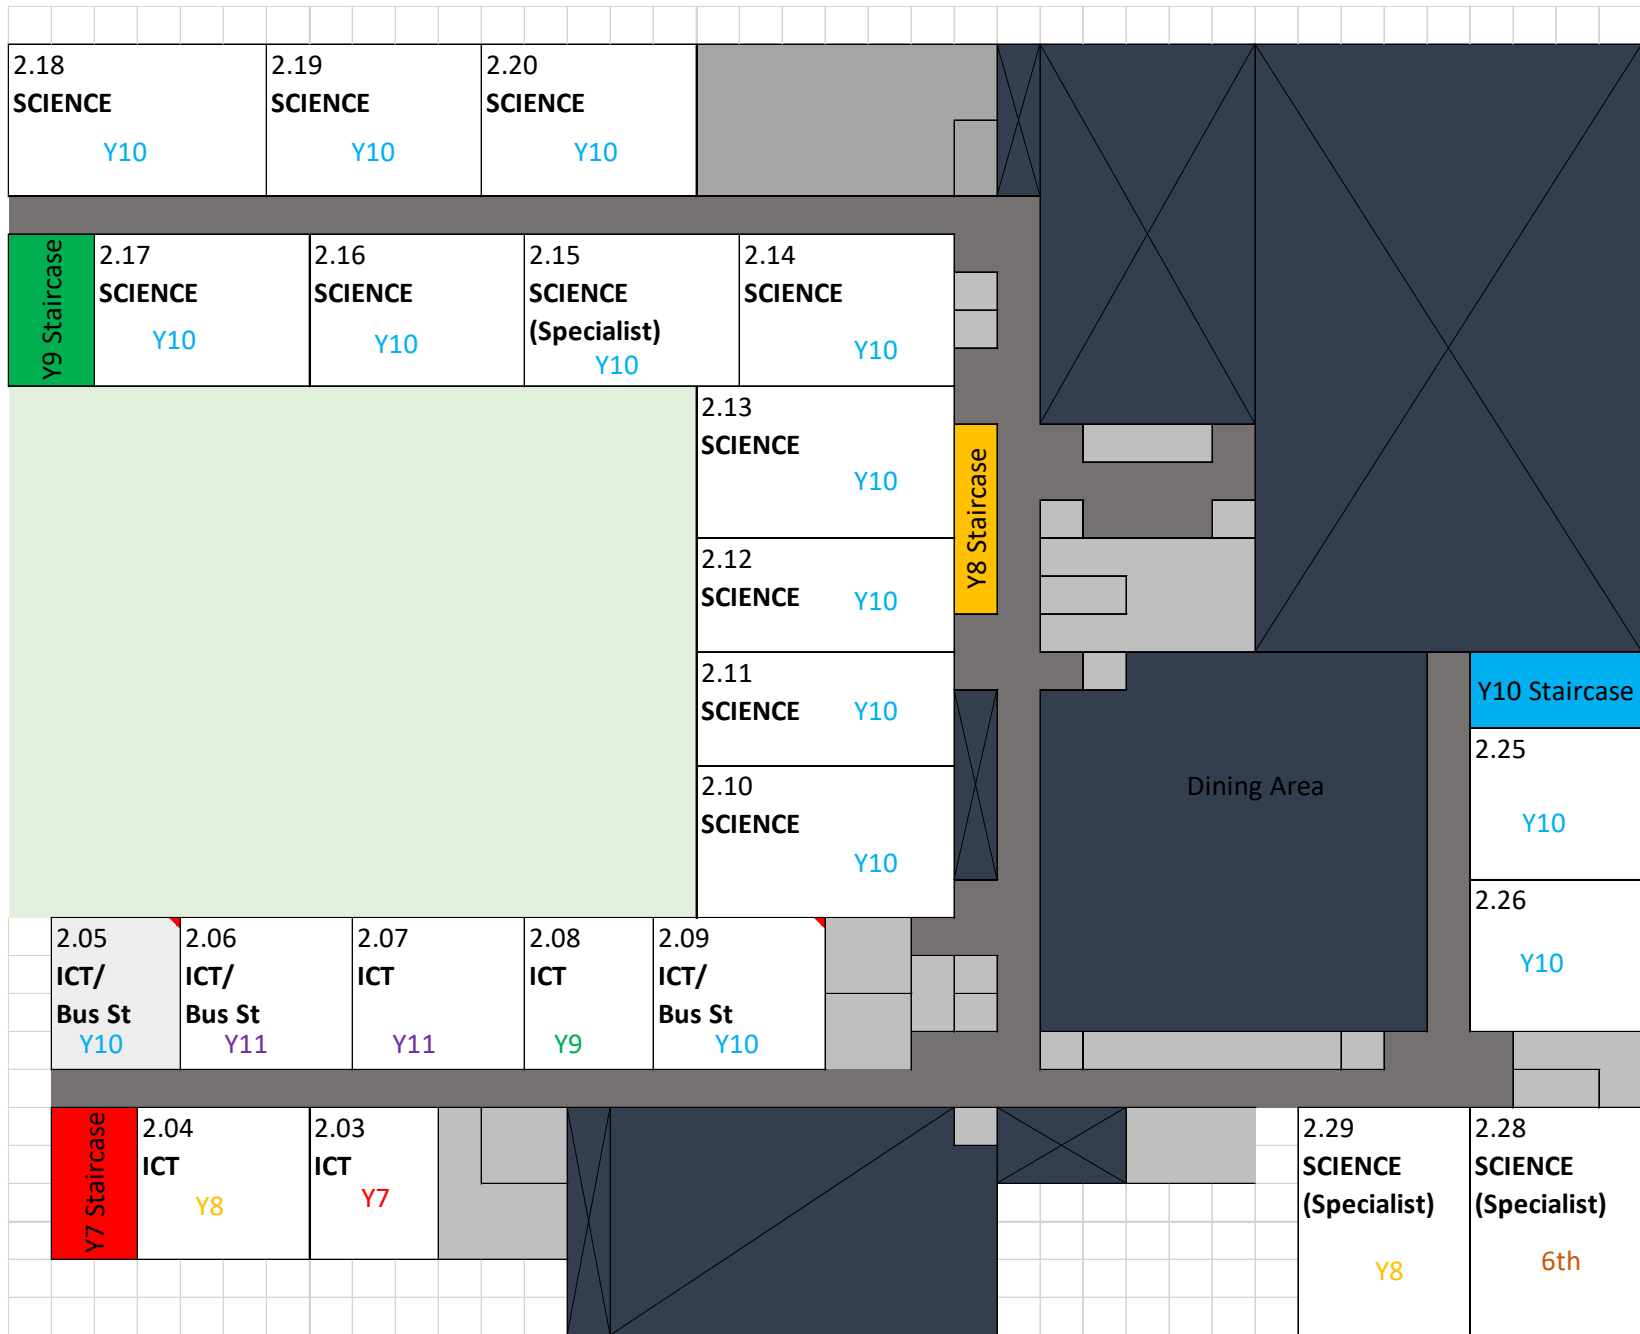 2.18
SCIENCE
Y10
2.19
SCIENCE
Y10
2.20
SCIENCE
Y10
Y9 Staircase
2.17
SCIENCE
Y10
2.16
SCIENCE
Y10
2.15
SCIENCE
(Specialist)
Y10
2.14
SCIENCE
Y10
2.13
SCIENCE
Y10
Y8 Staircase
2.12
SCIENCE
Y10
2.11
SCIENCE
Y10
2.10
SCIENCE
Y10
Dining Area
Y10 Staircase
2.25
Y10
2.26
Y10
2.05
ICT/
Bus St
Y10
2.06
ICT/
Bus St
Y11
2.07
ICT
Y11
2.08
ICT
Y9
2.09
ICT/
Bus St
Y10
Y7 Staircase
2.04
ICT
Y8
2.03
ICT
Y7
2.29
SCIENCE
(Specialist)
Y8
2.28
SCIENCE
(Specialist)
6th